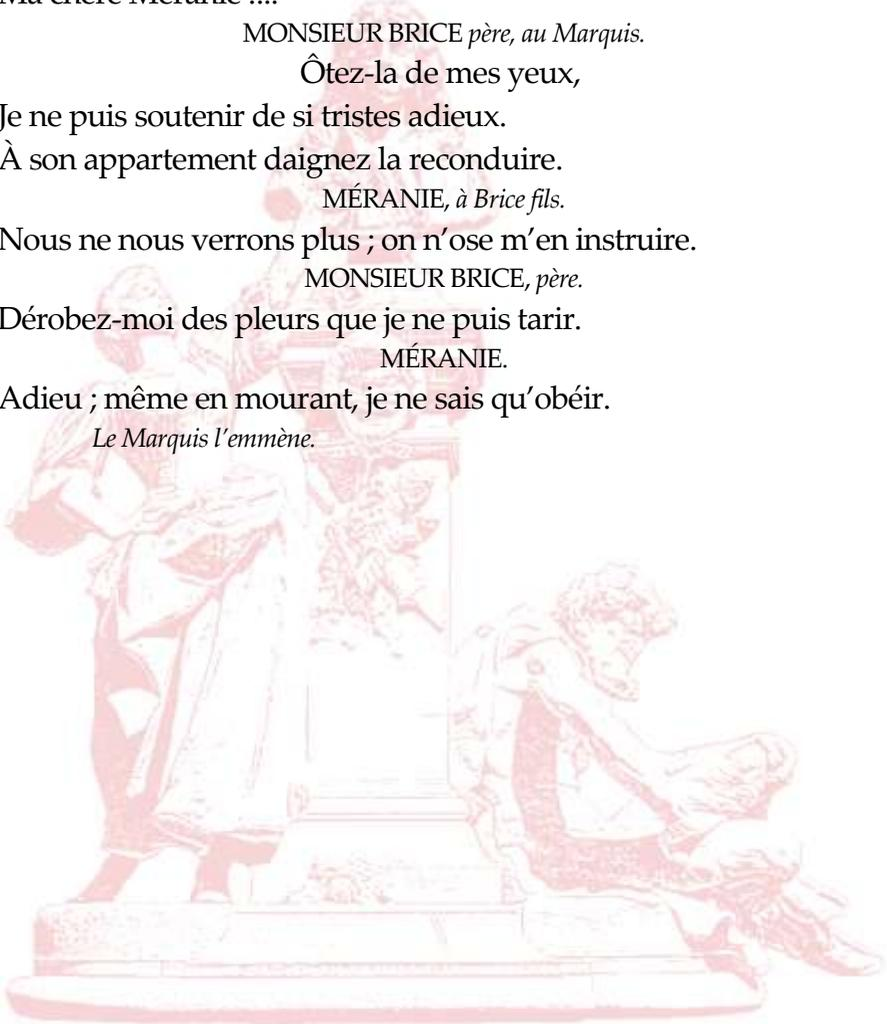 Ma chère Méranie ....
MONSIEUR BRICE père, au Marquis.
Ôtez-la de mes yeux,
Je ne puis soutenir de si tristes adieux.
À son appartement daignez la reconduire.
MÉRANIE, à Brice fils.
Nous ne nous verrons plus ; on n’ose m’en instruire.
MONSIEUR BRICE, père.
Dérobez-moi des pleurs que je ne puis tarir.
MÉRANIE.
Adieu ; même en mourant, je ne sais qu’obéir.
Le Marquis l’emmène.